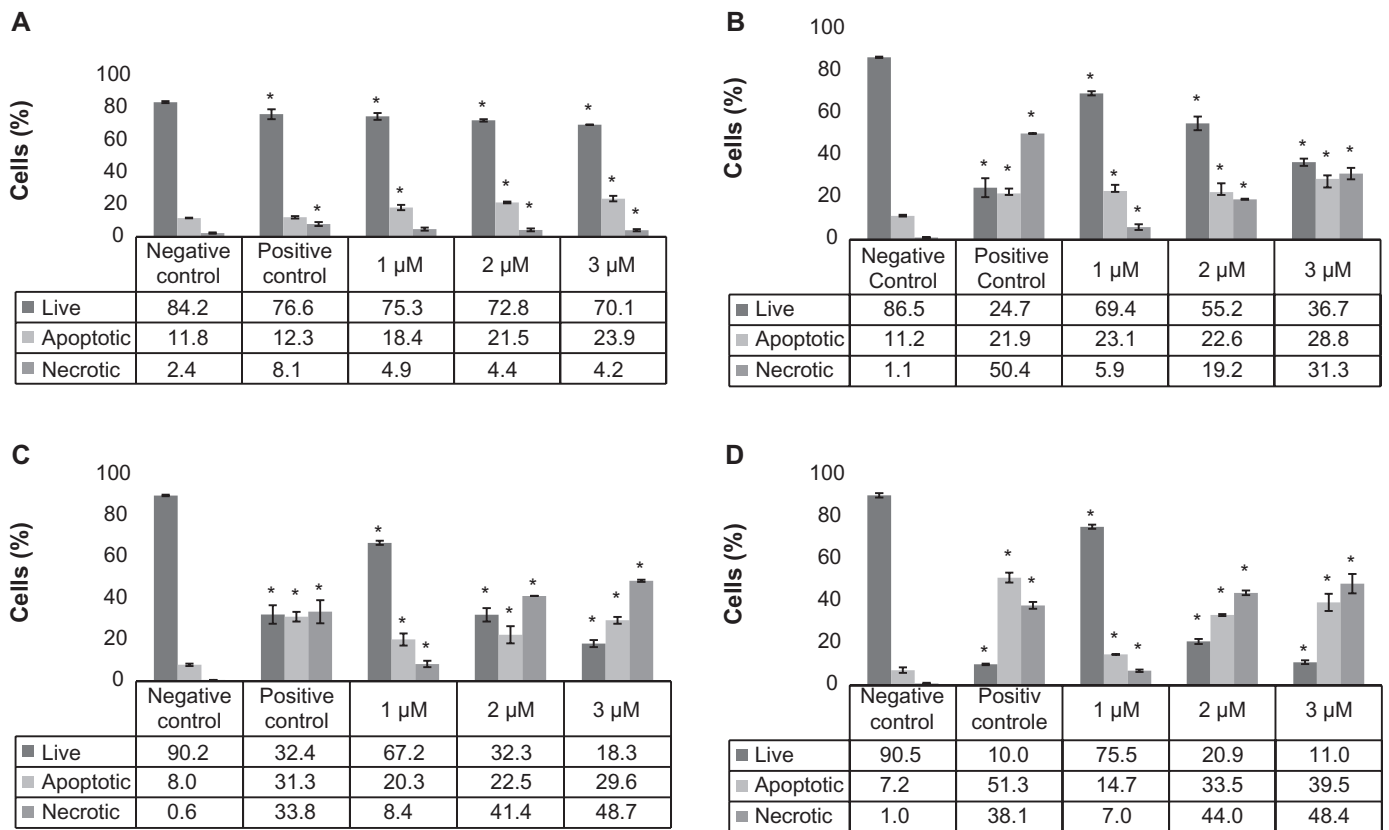 A
Cells (%)
100
80
60
40
20
0
* * * * * * * * * *
Negative control Positive control 1 µM 2 µM 3 µM
Live 84.2 76.6 75.3 72.8 70.1
Apoptotic 11.8 12.3 18.4 21.5 23.9
Necrotic 2.4 8.1 4.9 4.4 4.2
B
Cells (%)
100
80
60
40
20
0
* * * * * * * * * * * *
Negative Control Positive Control 1 µM 2 µM 3 µM
Live 86.5 24.7 69.4 55.2 36.7
Apoptotic 11.2 21.9 23.1 22.6 28.8
Necrotic 1.1 50.4 5.9 19.2 31.3
C
Cells (%)
100
80
60
40
20
0
* * * * * * * * * * * *
Negative control Positive control 1 µM 2 µM 3 µM
Live 90.2 32.4 67.2 32.3 18.3
Apoptotic 8.0 31.3 20.3 22.5 29.6
Necrotic 0.6 33.8 8.4 41.4 48.7
D
Cells (%)
100
80
60
40
20
0
* * * * * * * * * * * *
Negative control Positiv controle 1 µM 2 µM 3 µM
Live 90.5 10.0 75.5 20.9 11.0
Apoptotic 7.2 51.3 14.7 33.5 39.5
Necrotic 1.0 38.1 7.0 44.0 48.4